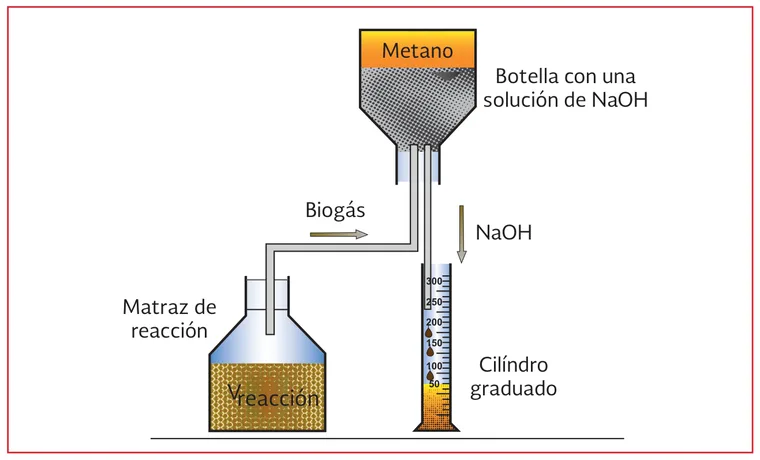 Metano
Botella con una
solución de NaOH
Biogás
NaOH
Matraz de
reacción
Vreacción
300
250
200
150
100
50
Cilíndro
graduado